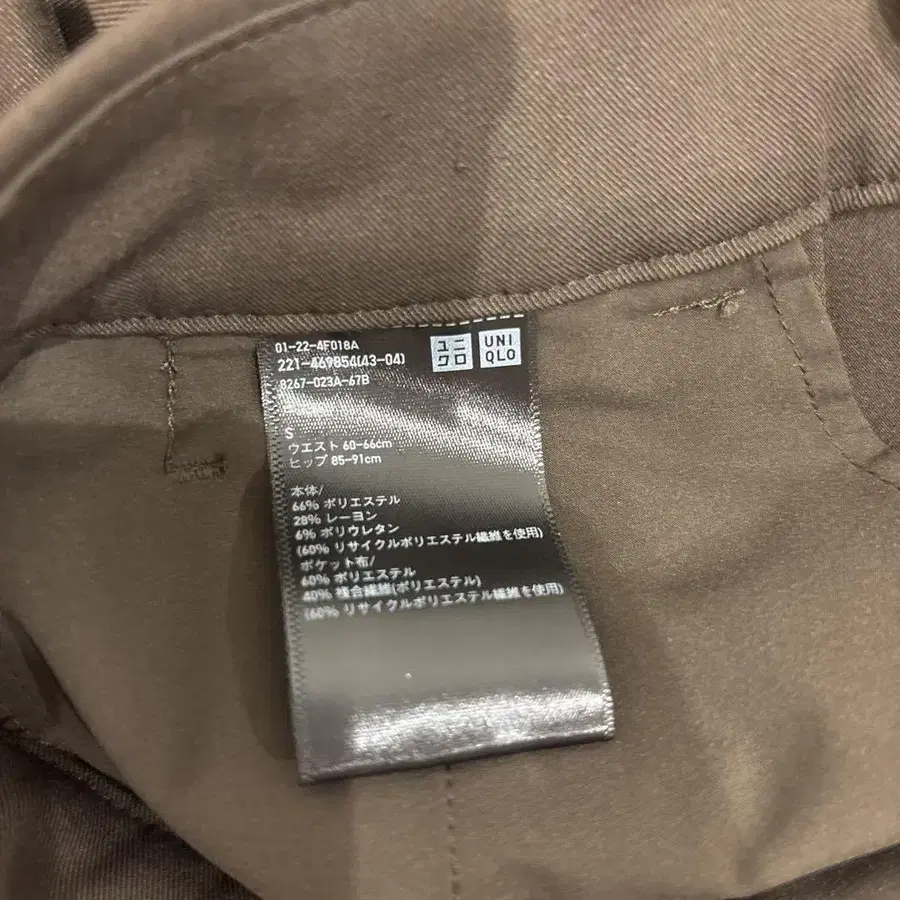 01-22-4F018A
221-469854(43-04)
8267-023A-67B
ユニ
クロ
UNI
QLO
S
ウエスト 60-66cm
ヒップ 85-91cm
本体/
66% ポリエステル
28% レーヨン
6% ポリウレタン
(60% リサイクルポリエステル繊維を使用)
ポケット布/
60% ポリエステル
40% 複合繊維(ポリエステル)
(60% リサイクルポリエステル繊維を使用)